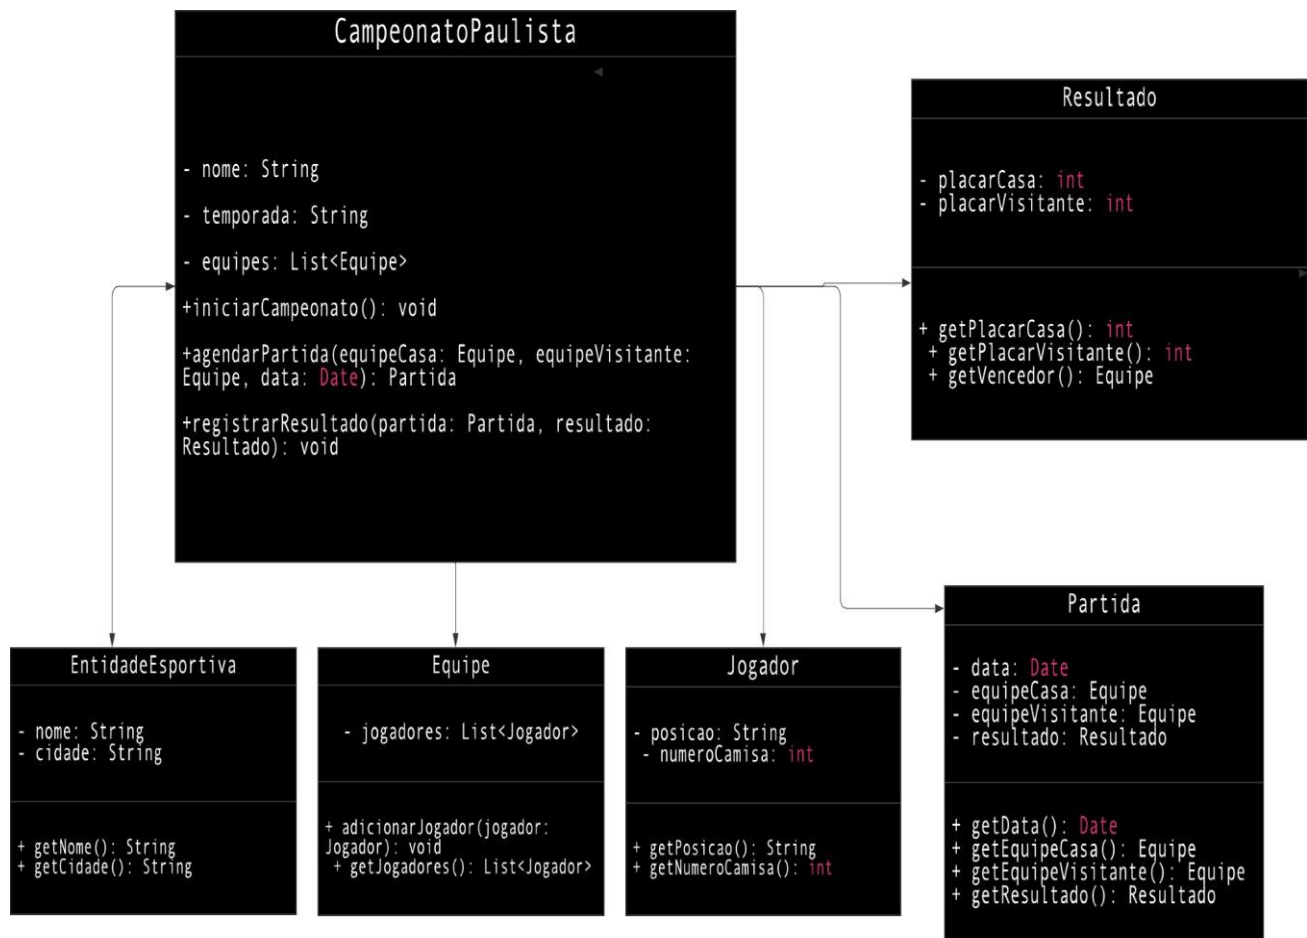 CampeonatoPaulista
- nome: String
- temporada: String
- equipes: List<Equipe>
+iniciarCampeonato(): void
+agendarPartida(equipeCasa: Equipe, equipeVisitante:
Equipe, data: Date): Partida
+registrarResultado(partida: Partida, resultado:
Resultado): void
Resultado
- placarCasa: int
- placarVisitante: int
+ getPlacarCasa(): int
+ getPlacarVisitante(): int
+ getVencedor(): Equipe
EntidadeEsportiva
- nome: String
- cidade: String
+ getNome(): String
+ getCidade(): String
Equipe
- jogadores: List<Jogador>
+ adicionarJogador(jogador:
Jogador): void
+ getJogadores(): List<Jogador>
Jogador
- posicao: String
- numeroCamisa: int
+ getPosicao(): String
+ getNumeroCamisa(): int
Partida
- data: Date
- equipeCasa: Equipe
- equipeVisitante: Equipe
- resultado: Resultado
+ getData(): Date
+ getEquipeCasa(): Equipe
+ getEquipeVisitante(): Equipe
+ getResultado(): Resultado